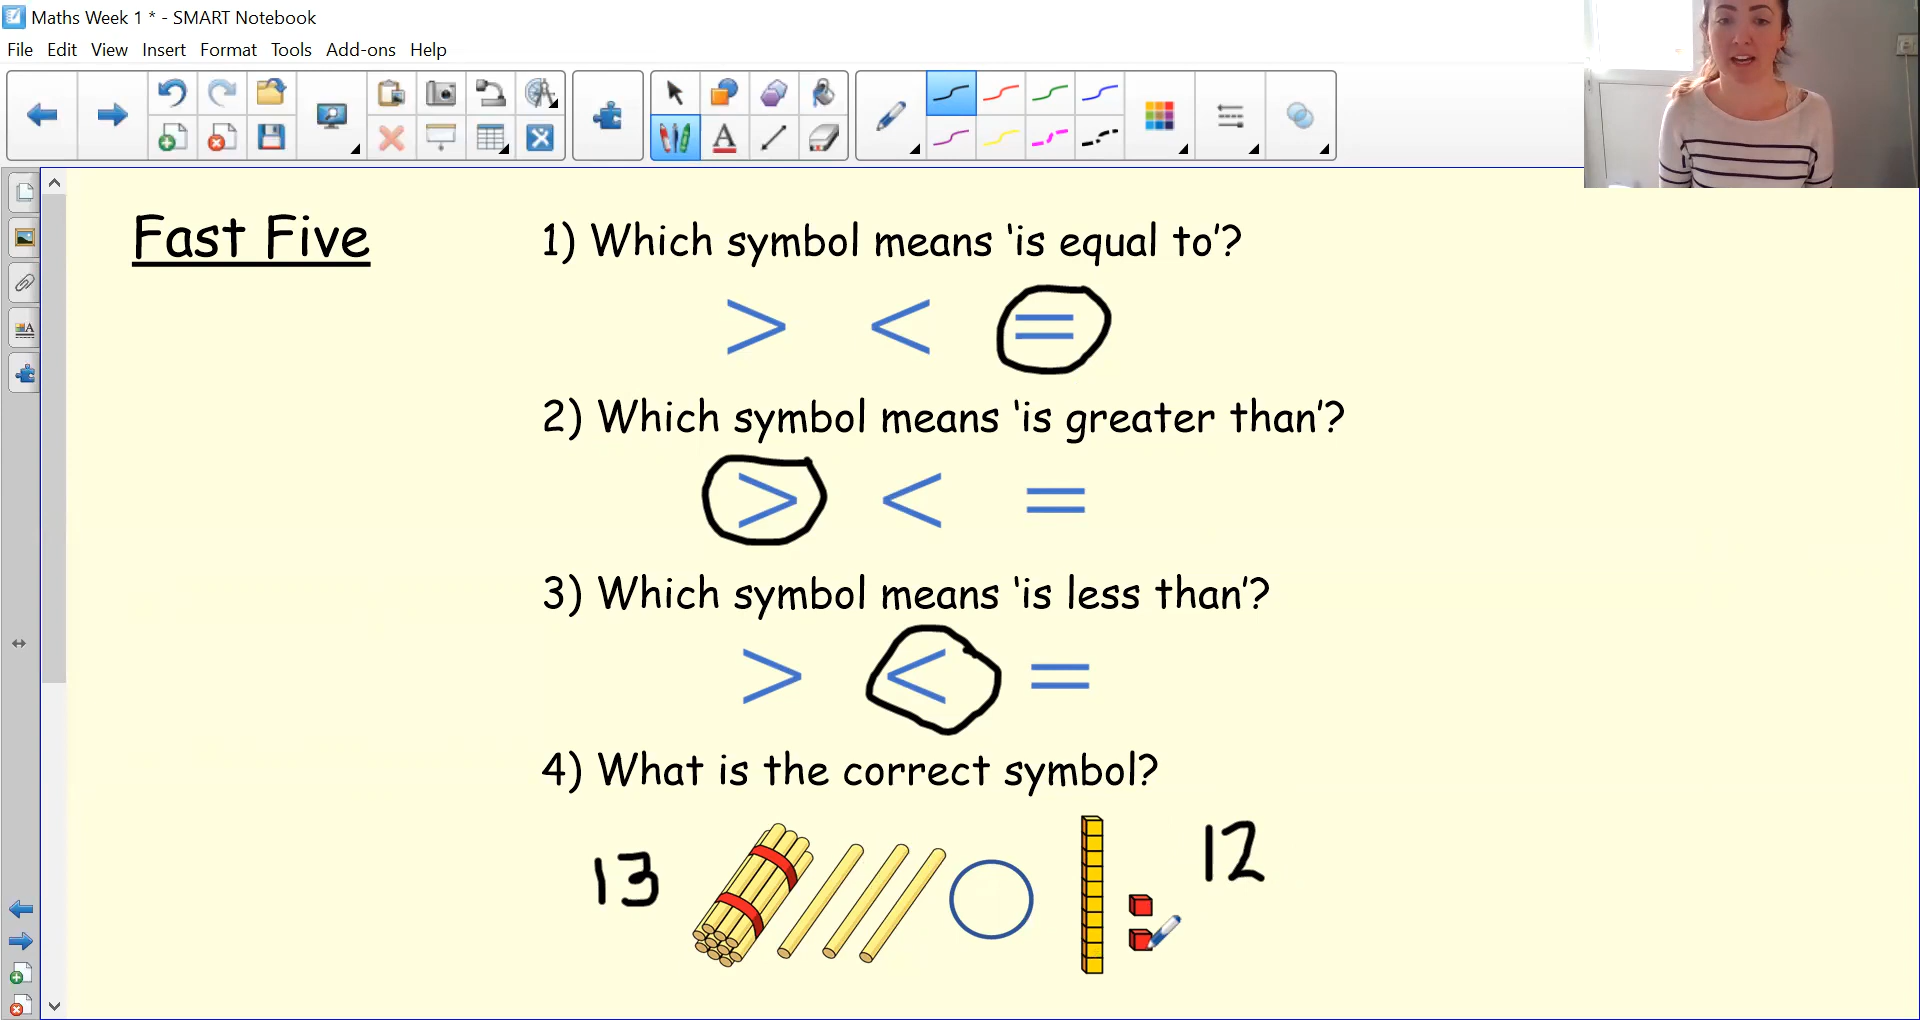 Maths Week 1 * - SMART Notebook
File Edit View Insert Format Tools Add-ons Help
Fast Five
1) Which symbol means 'is equal to'?
> < =
2) Which symbol means 'is greater than'?
> < =
3) Which symbol means 'is less than'?
> < =
4) What is the correct symbol?
13 12